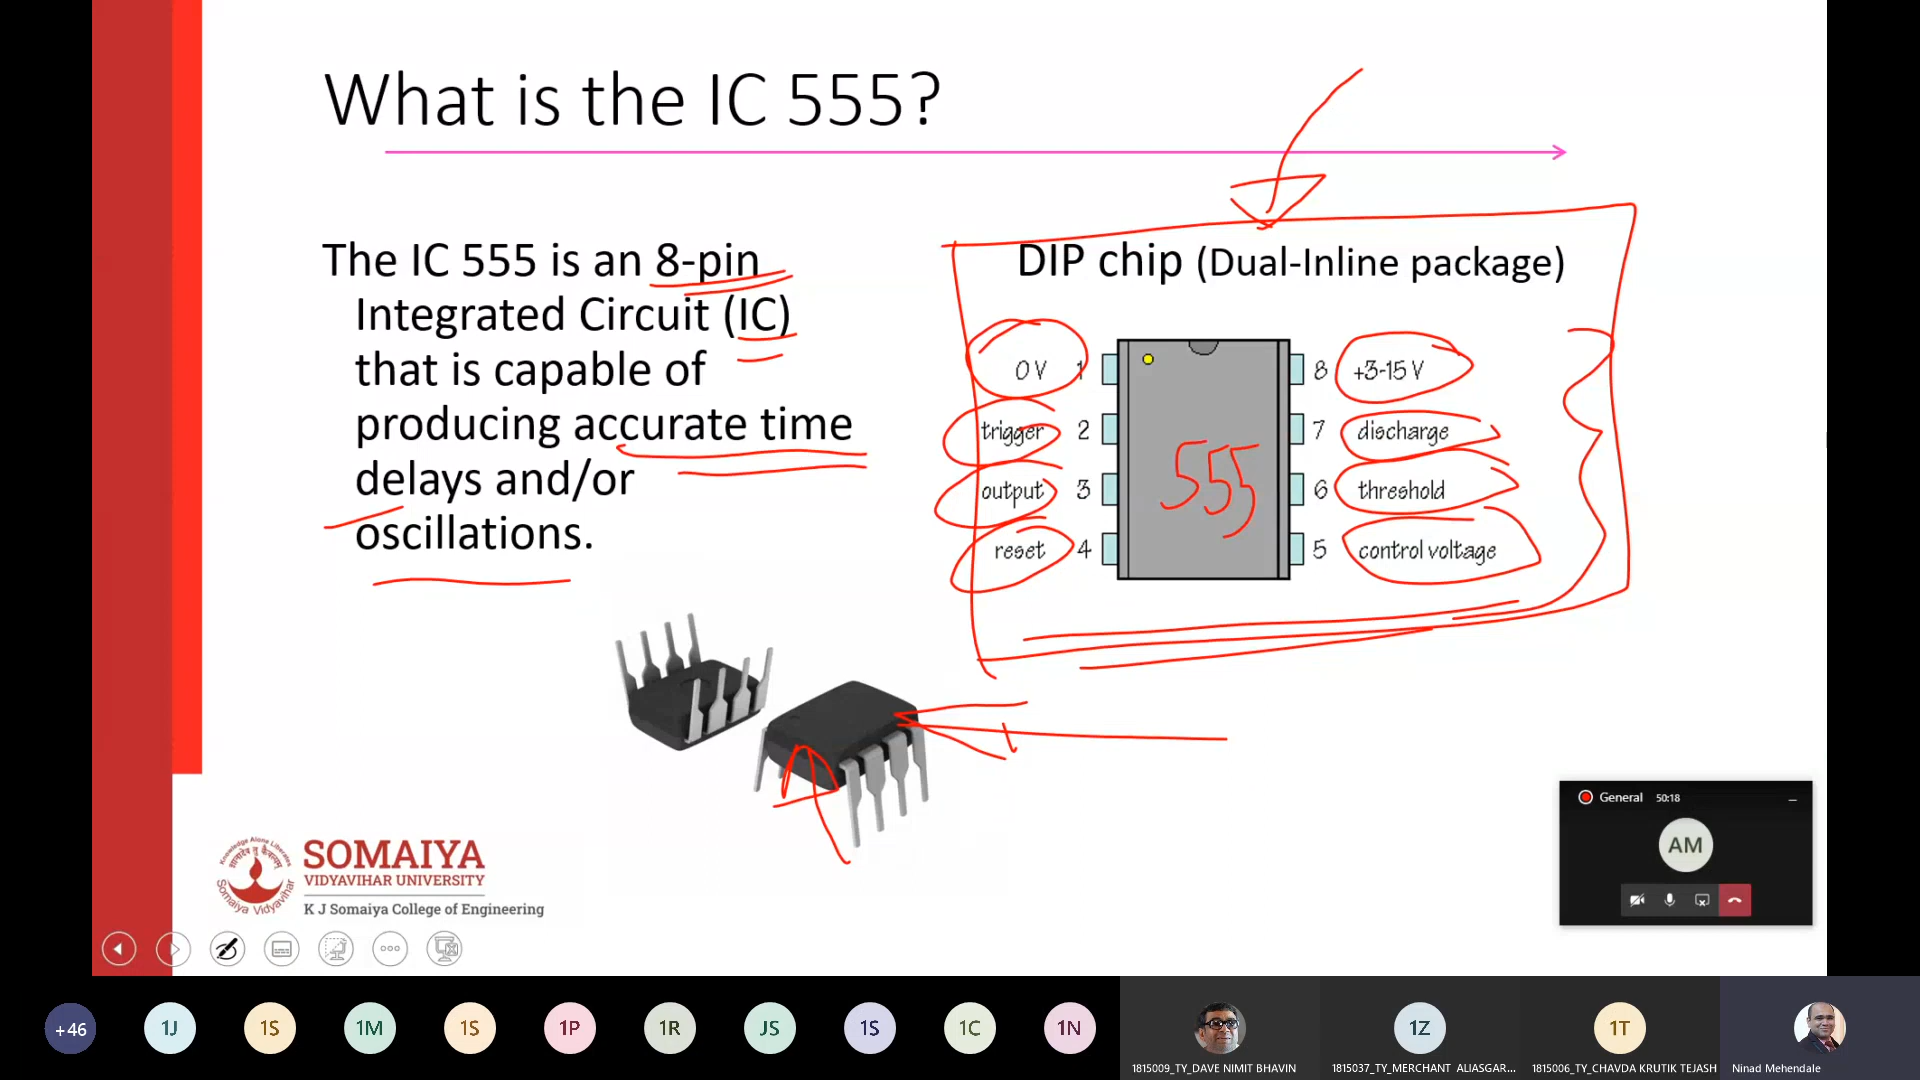 What is the IC 555?
The IC 555 is an 8-pin
Integrated Circuit (IC)
that is capable of
producing accurate time
delays and/or
oscillations.
DIP chip (Dual-Inline package)
0 V 1
trigger 2
output 3
reset 4
555
8 +3-15 V
7 discharge
6 threshold
5 control voltage
SOMAIYA
VIDYAVIHAR UNIVERSITY
K J Somaiya College of Engineering
General 50:18
AM
+46
1J
1S
1M
1S
1P
1R
JS
1S
1C
1N
1Z
1T
1815009_TY_DAVE NIMIT BHAVIN
1815037_TY_MERCHANT ALIASGAR...
1815006_TY_CHAVDA KRUTIK TEJASH
Ninad Mehendale